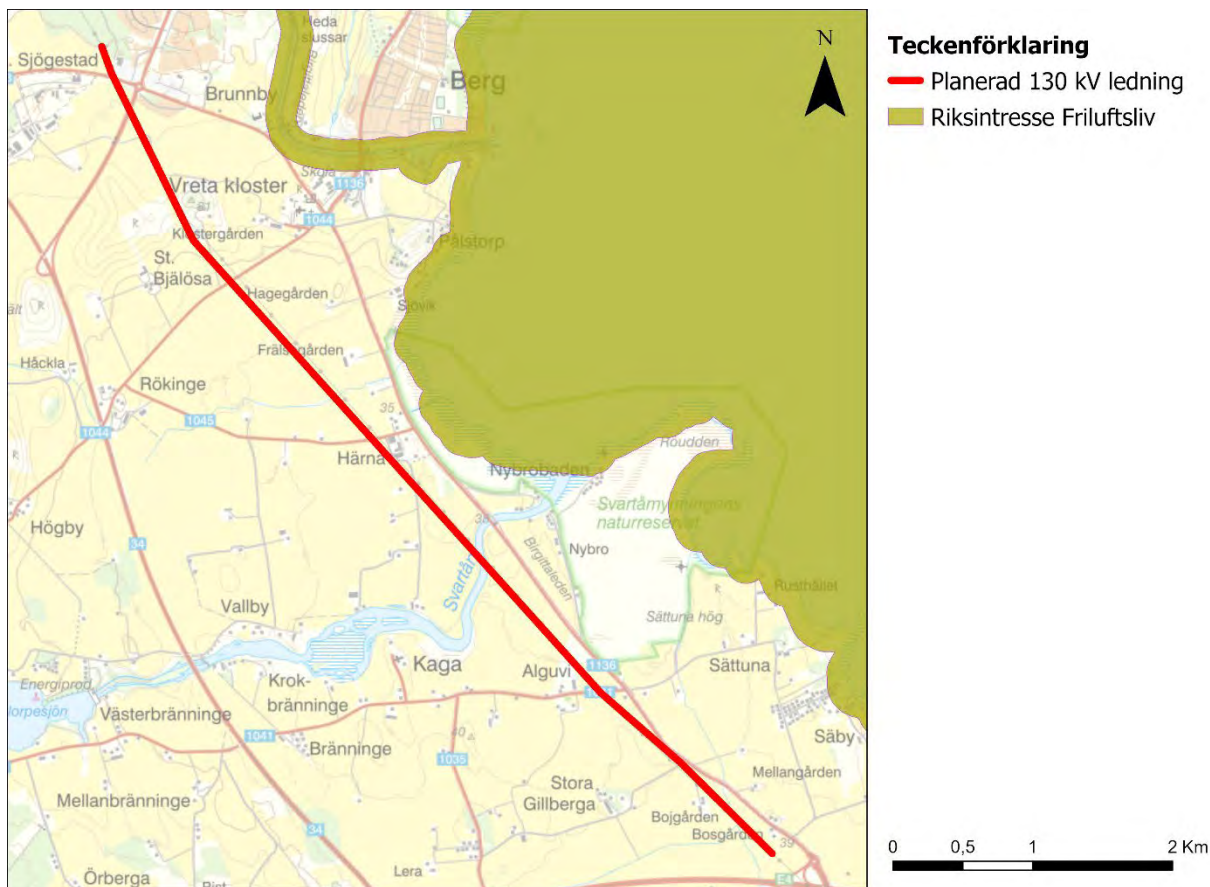 Heda
slussar
Sjögestad
Berg
Brunnby
Skola
1136
Vreta kloster
1044
Klostergården
Pålstorp
St.
Bjälösa
Hagegården
Sjövik
Håckla
Rökinge
35
1045
1044
Härna
Roudden
Nybrobaden
Svartåmynningens
naturreservat
Högby
34
Nybro
Birgittaleden
Svartån
Rusthållet
Vallby
Sättuna hög
Kaga
Alguvi
1136
Sättuna
Energiprod
Krok-
bränninge
Västerbränninge
1041
Bränninge
40
1035
Säby
Mellangården
Mellanbränninge
Stora
Gillberga
Bojgården
Bosgården
34
39
Lera
Örberga
E4
N
Teckenförklaring
Planerad 130 kV ledning
Riksintresse Friluftsliv
0 0,5 1 2 Km